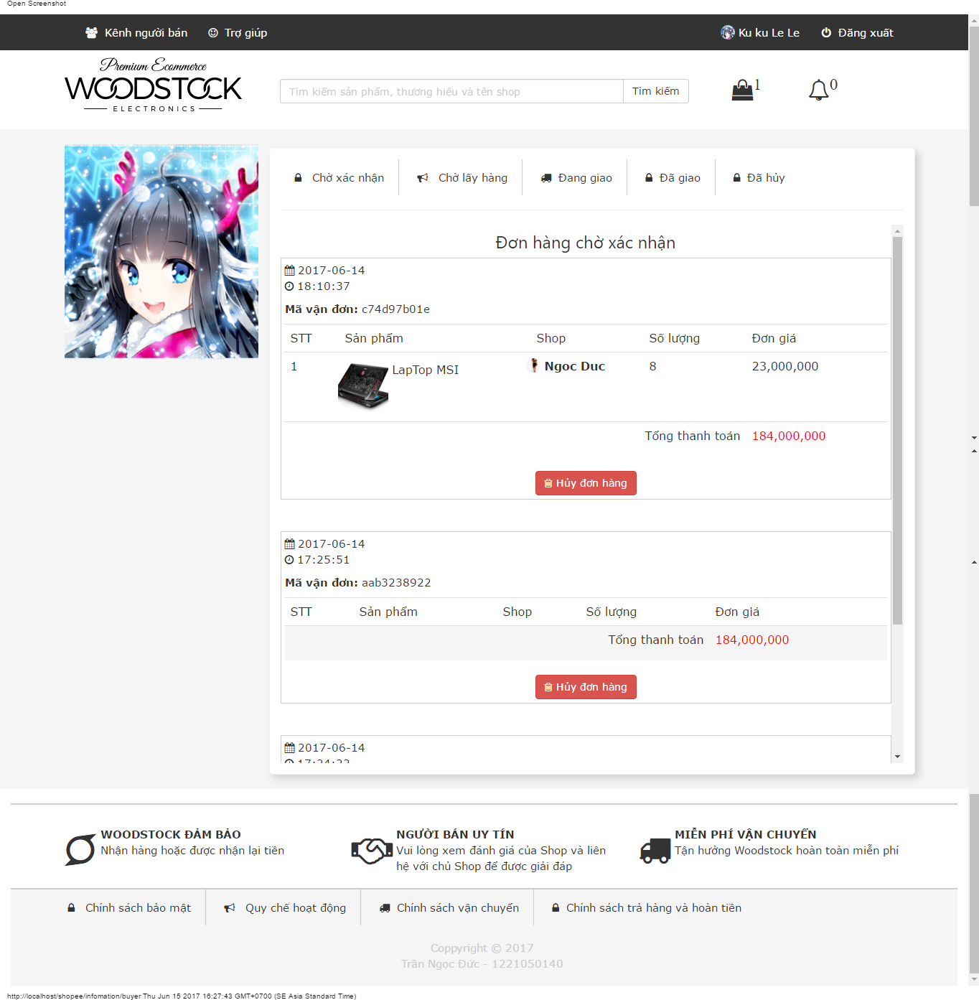 Open Screenshot
Kênh người bán Trợ giúp Ku ku Le Le Đăng xuất
Premium Ecommerce
WOODSTOCK
ELECTRONICS
Tìm kiếm sản phẩm, thương hiệu và tên shop Tìm kiếm 1 0
Chờ xác nhận Chờ lấy hàng Đang giao Đã giao Đã hủy
Đơn hàng chờ xác nhận
2017-06-14
18:10:37
Mã vận đơn: c74d97b01e
STT Sản phẩm Shop Số lượng Đơn giá
1 LapTop MSI Ngoc Duc 8 23,000,000
Tổng thanh toán 184,000,000
Hủy đơn hàng
2017-06-14
17:25:51
Mã vận đơn: aab3238922
STT Sản phẩm Shop Số lượng Đơn giá
Tổng thanh toán 184,000,000
Hủy đơn hàng
2017-06-14
WOODSTOCK ĐẢM BẢO
Nhận hàng hoặc được nhận lại tiền
NGƯỜI BÁN UY TÍN
Vui lòng xem đánh giá của Shop và liên
hệ với chủ Shop để được giải đáp
MIỄN PHÍ VẬN CHUYỂN
Tận hưởng Woodstock hoàn toàn miễn phí
Chính sách bảo mật Quy chế hoạt động Chính sách vận chuyển Chính sách trả hàng và hoàn tiền
Coppyright © 2017
Trần Ngọc Đức - 1221050140
http://localhost/shopee/infomation/buyer Thu Jun 15 2017 16:27:43 GMT+0700 (SE Asia Standard Time)